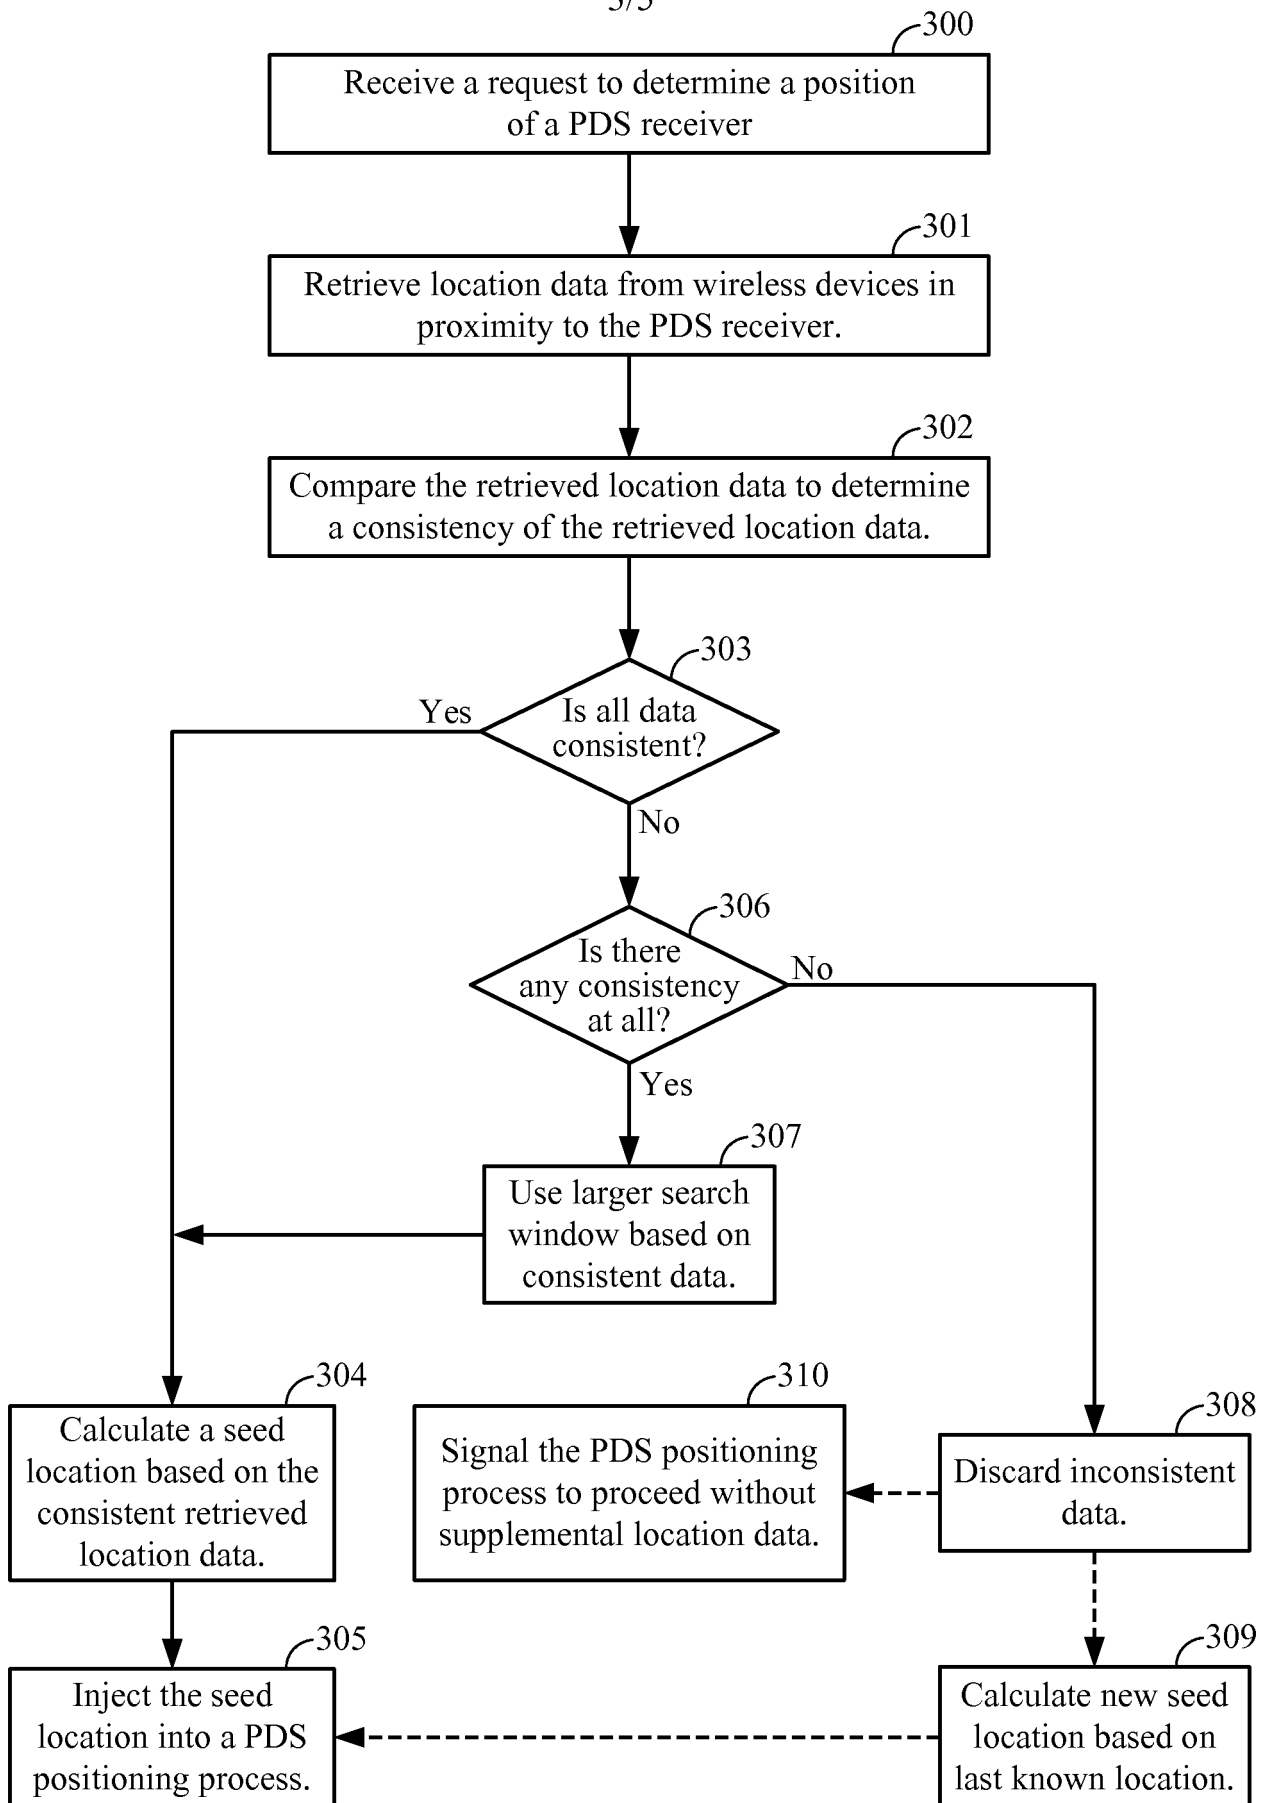 3/3
300
Receive a request to determine a position
of a PDS receiver
301
Retrieve location data from wireless devices in
proximity to the PDS receiver.
302
Compare the retrieved location data to determine
a consistency of the retrieved location data.
303
Is all data
consistent?
Yes
No
306
Is there
any consistency
at all?
No
Yes
307
Use larger search
window based on
consistent data.
304
Calculate a seed
location based on the
consistent retrieved
location data.
310
Signal the PDS positioning
process to proceed without
supplemental location data.
308
Discard inconsistent
data.
305
Inject the seed
location into a PDS
positioning process.
309
Calculate new seed
location based on
last known location.